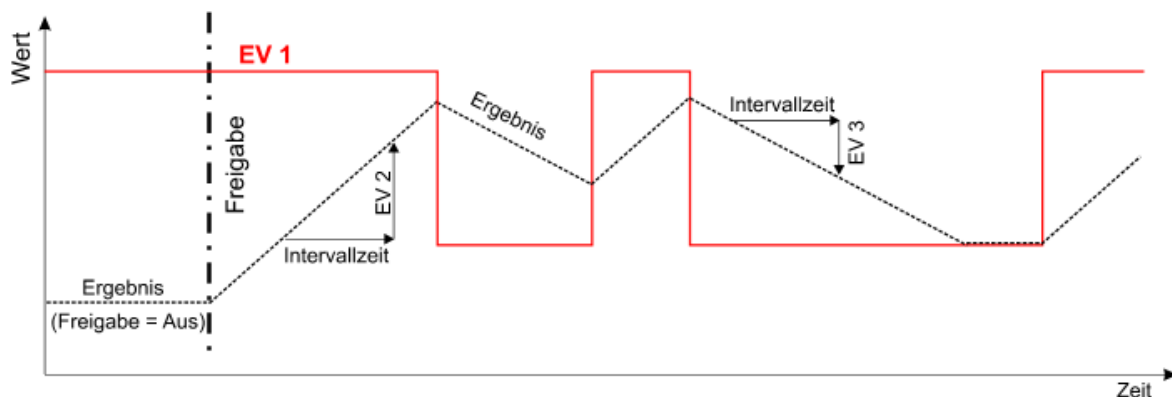 Wert
EV 1
Freigabe
Ergebnis
(Freigabe = Aus)
EV 2
Intervallzeit
Ergebnis
Intervallzeit
EV 3
Zeit